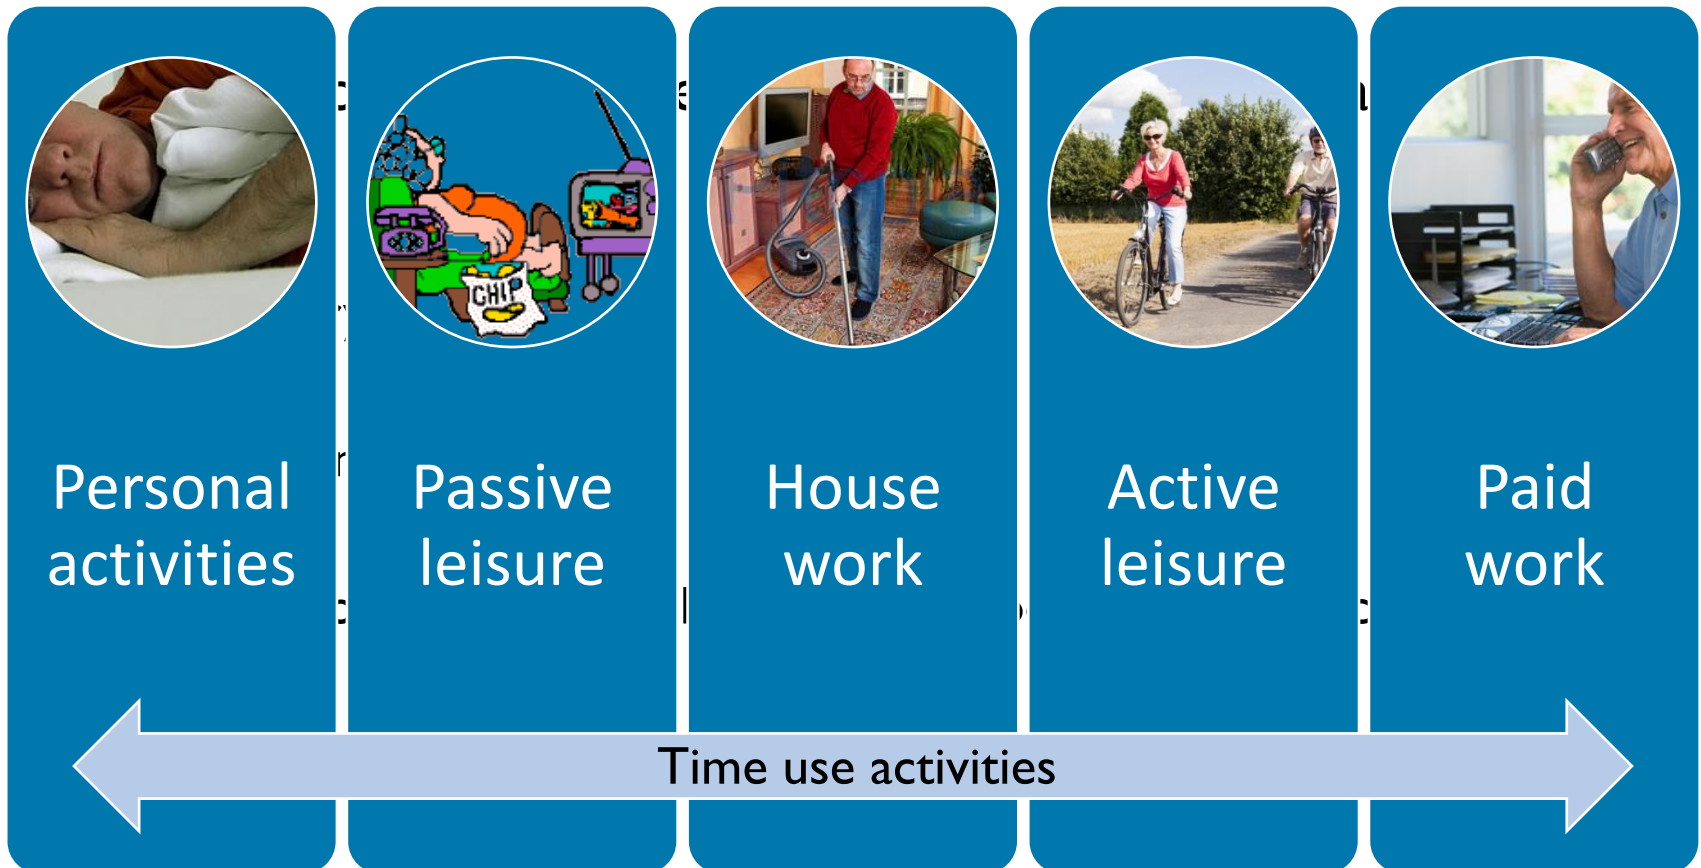 CHIP
Personal
activities
Passive
leisure
House
work
Active
leisure
Paid
work
Time use activities